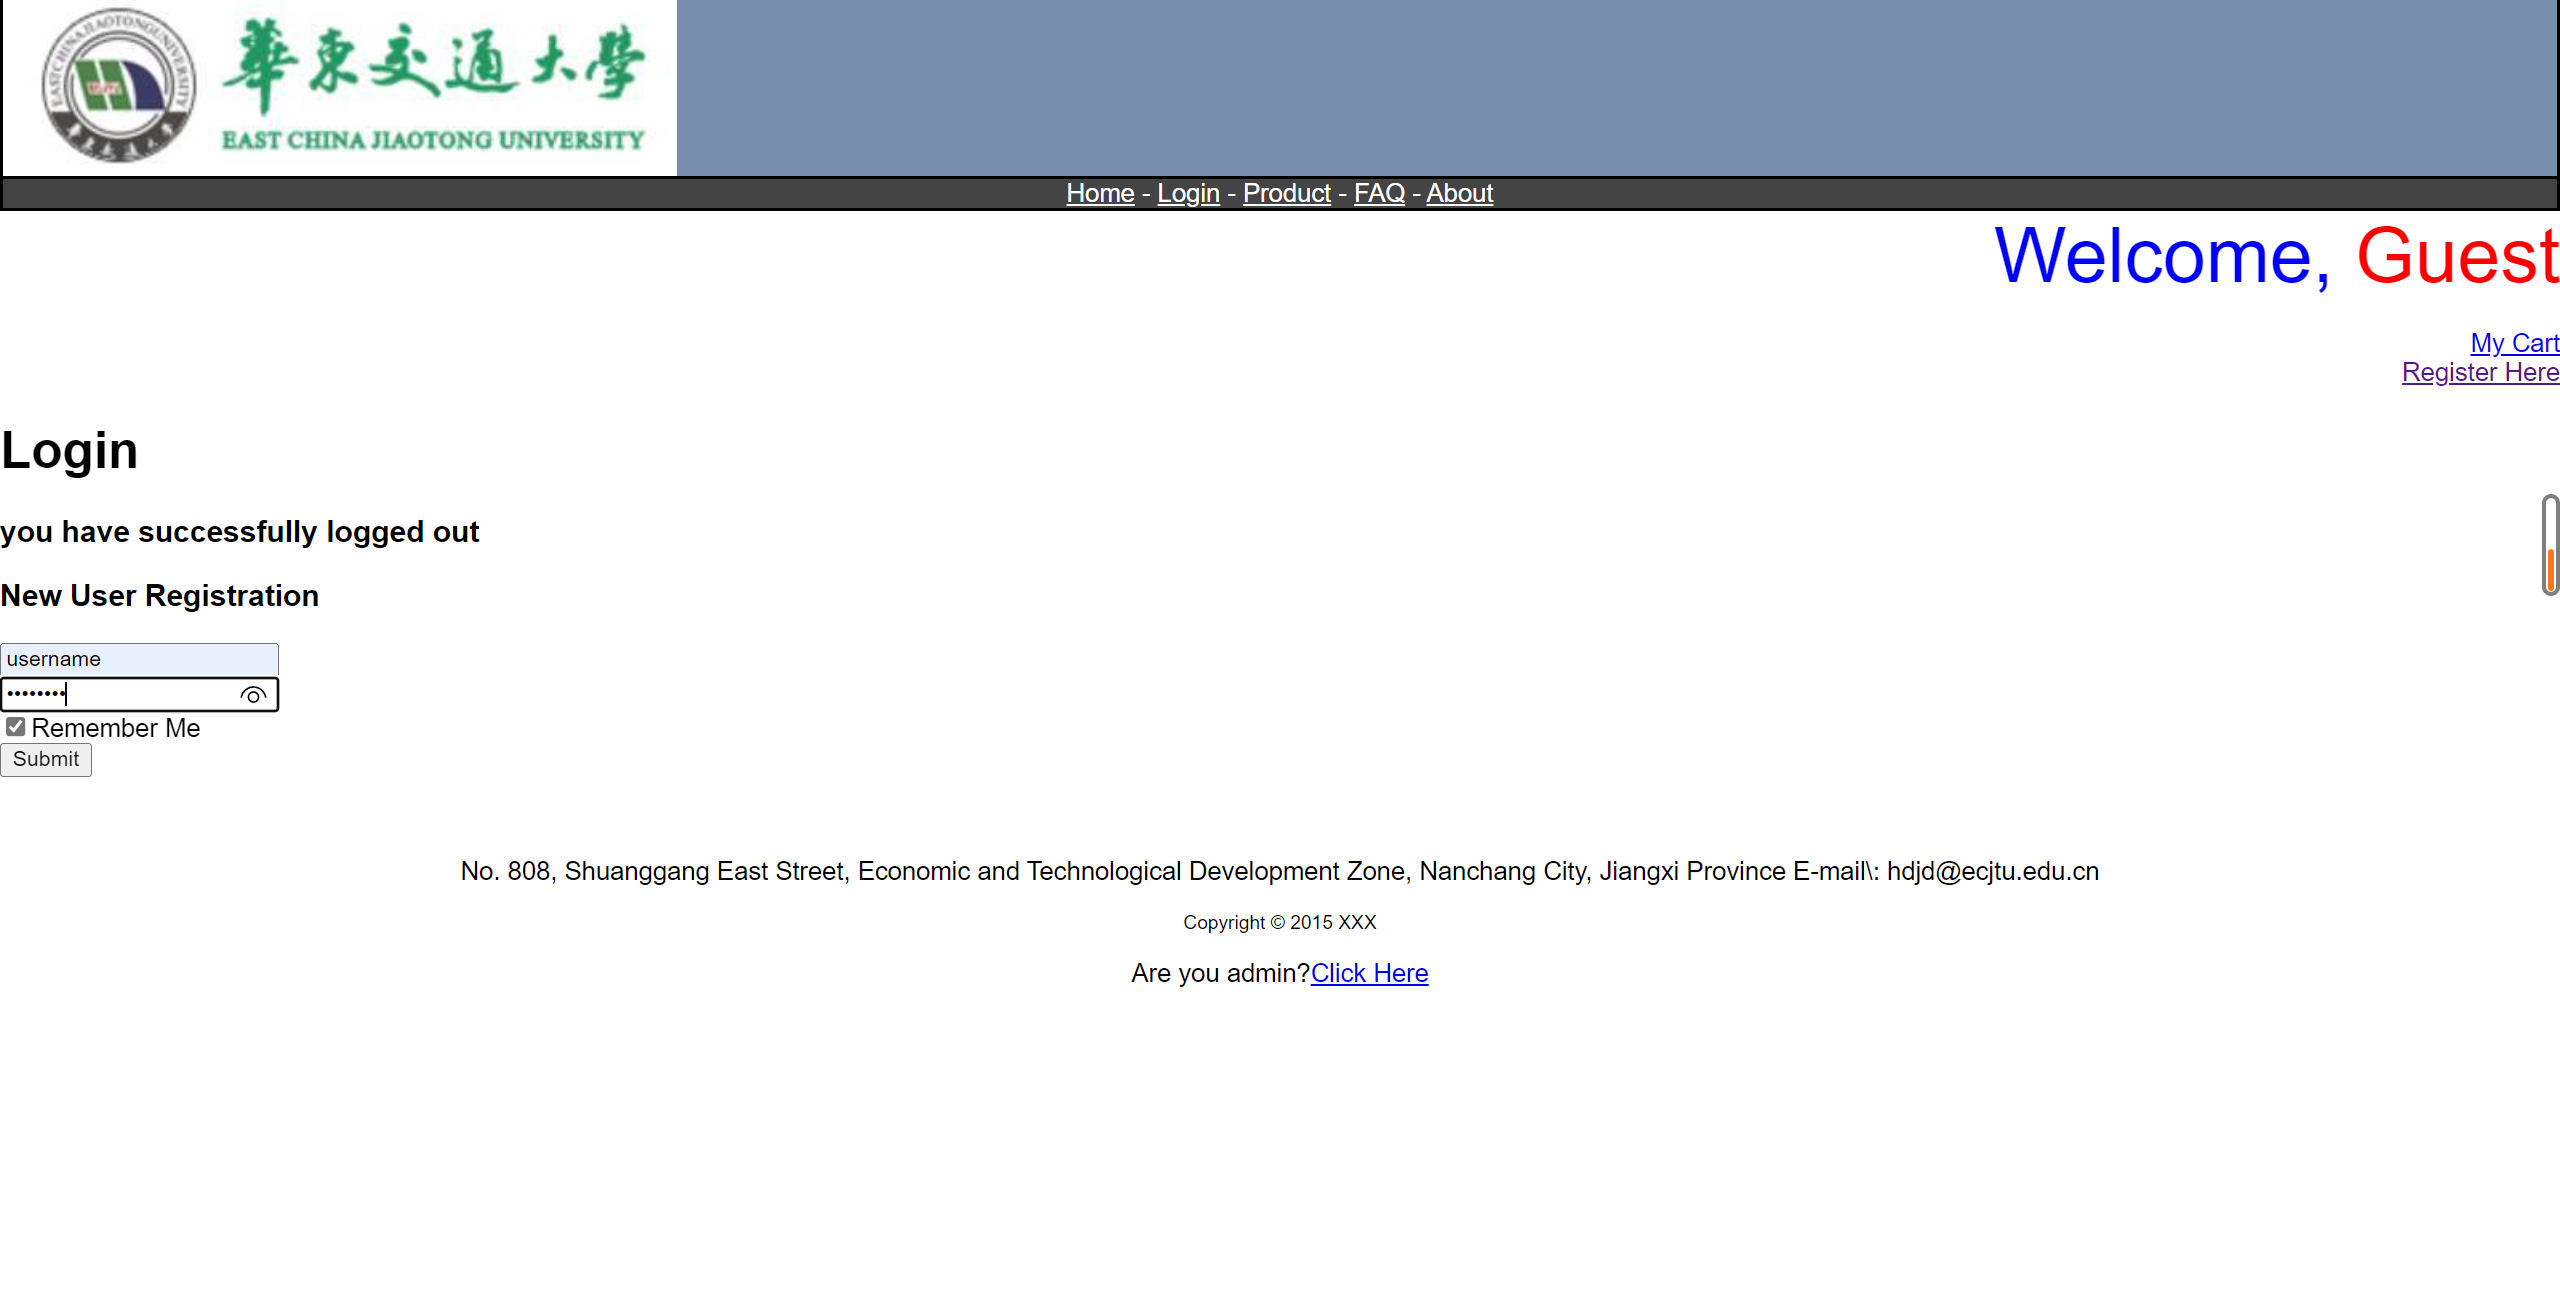 EASTCHINAJIAOTONGUNIVERSITY
華東交通大學
EAST CHINA JIAOTONG UNIVERSITY
Home - Login - Product - FAQ - About
Welcome, Guest
My Cart
Register Here
Login
you have successfully logged out
New User Registration
username
••••••••
Remember Me
Submit
No. 808, Shuanggang East Street, Economic and Technological Development Zone, Nanchang City, Jiangxi Province E-mail\: hdjd@ecjtu.edu.cn
Copyright © 2015 XXX
Are you admin?Click Here